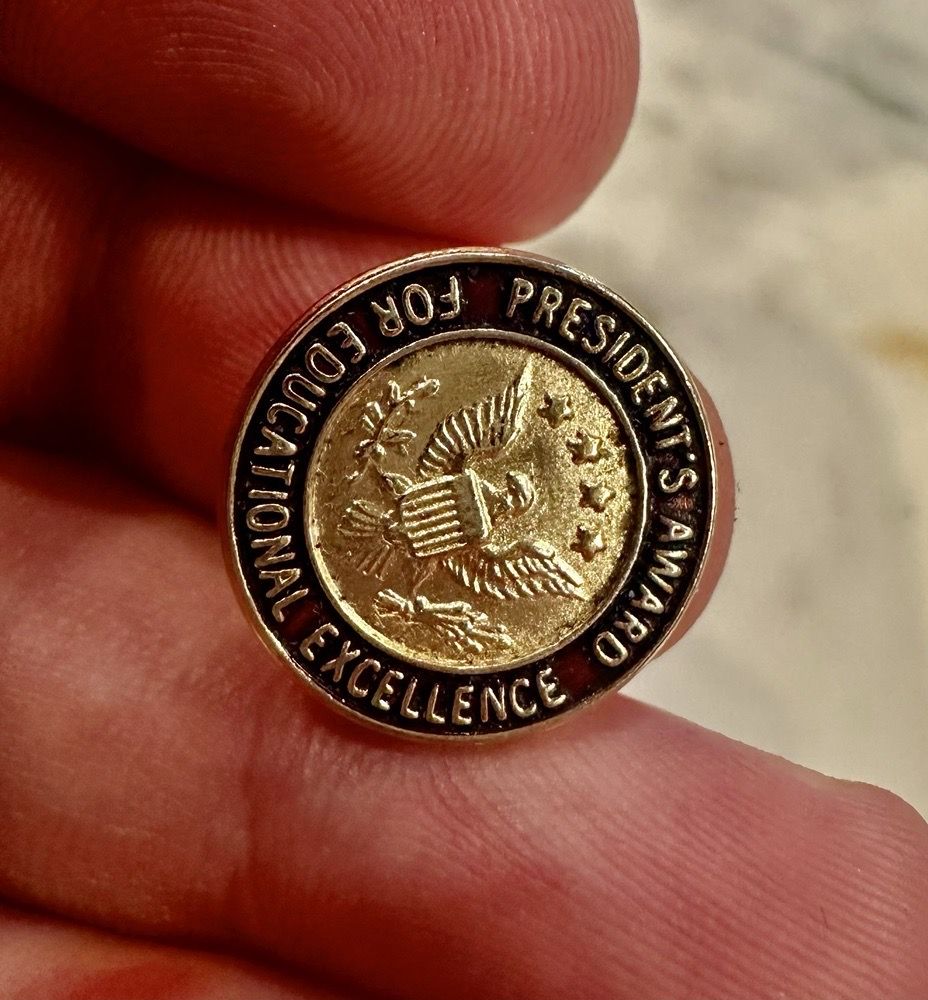 PRESIDENT'S AWARD
FOR EDUCATIONAL EXCELLENCE